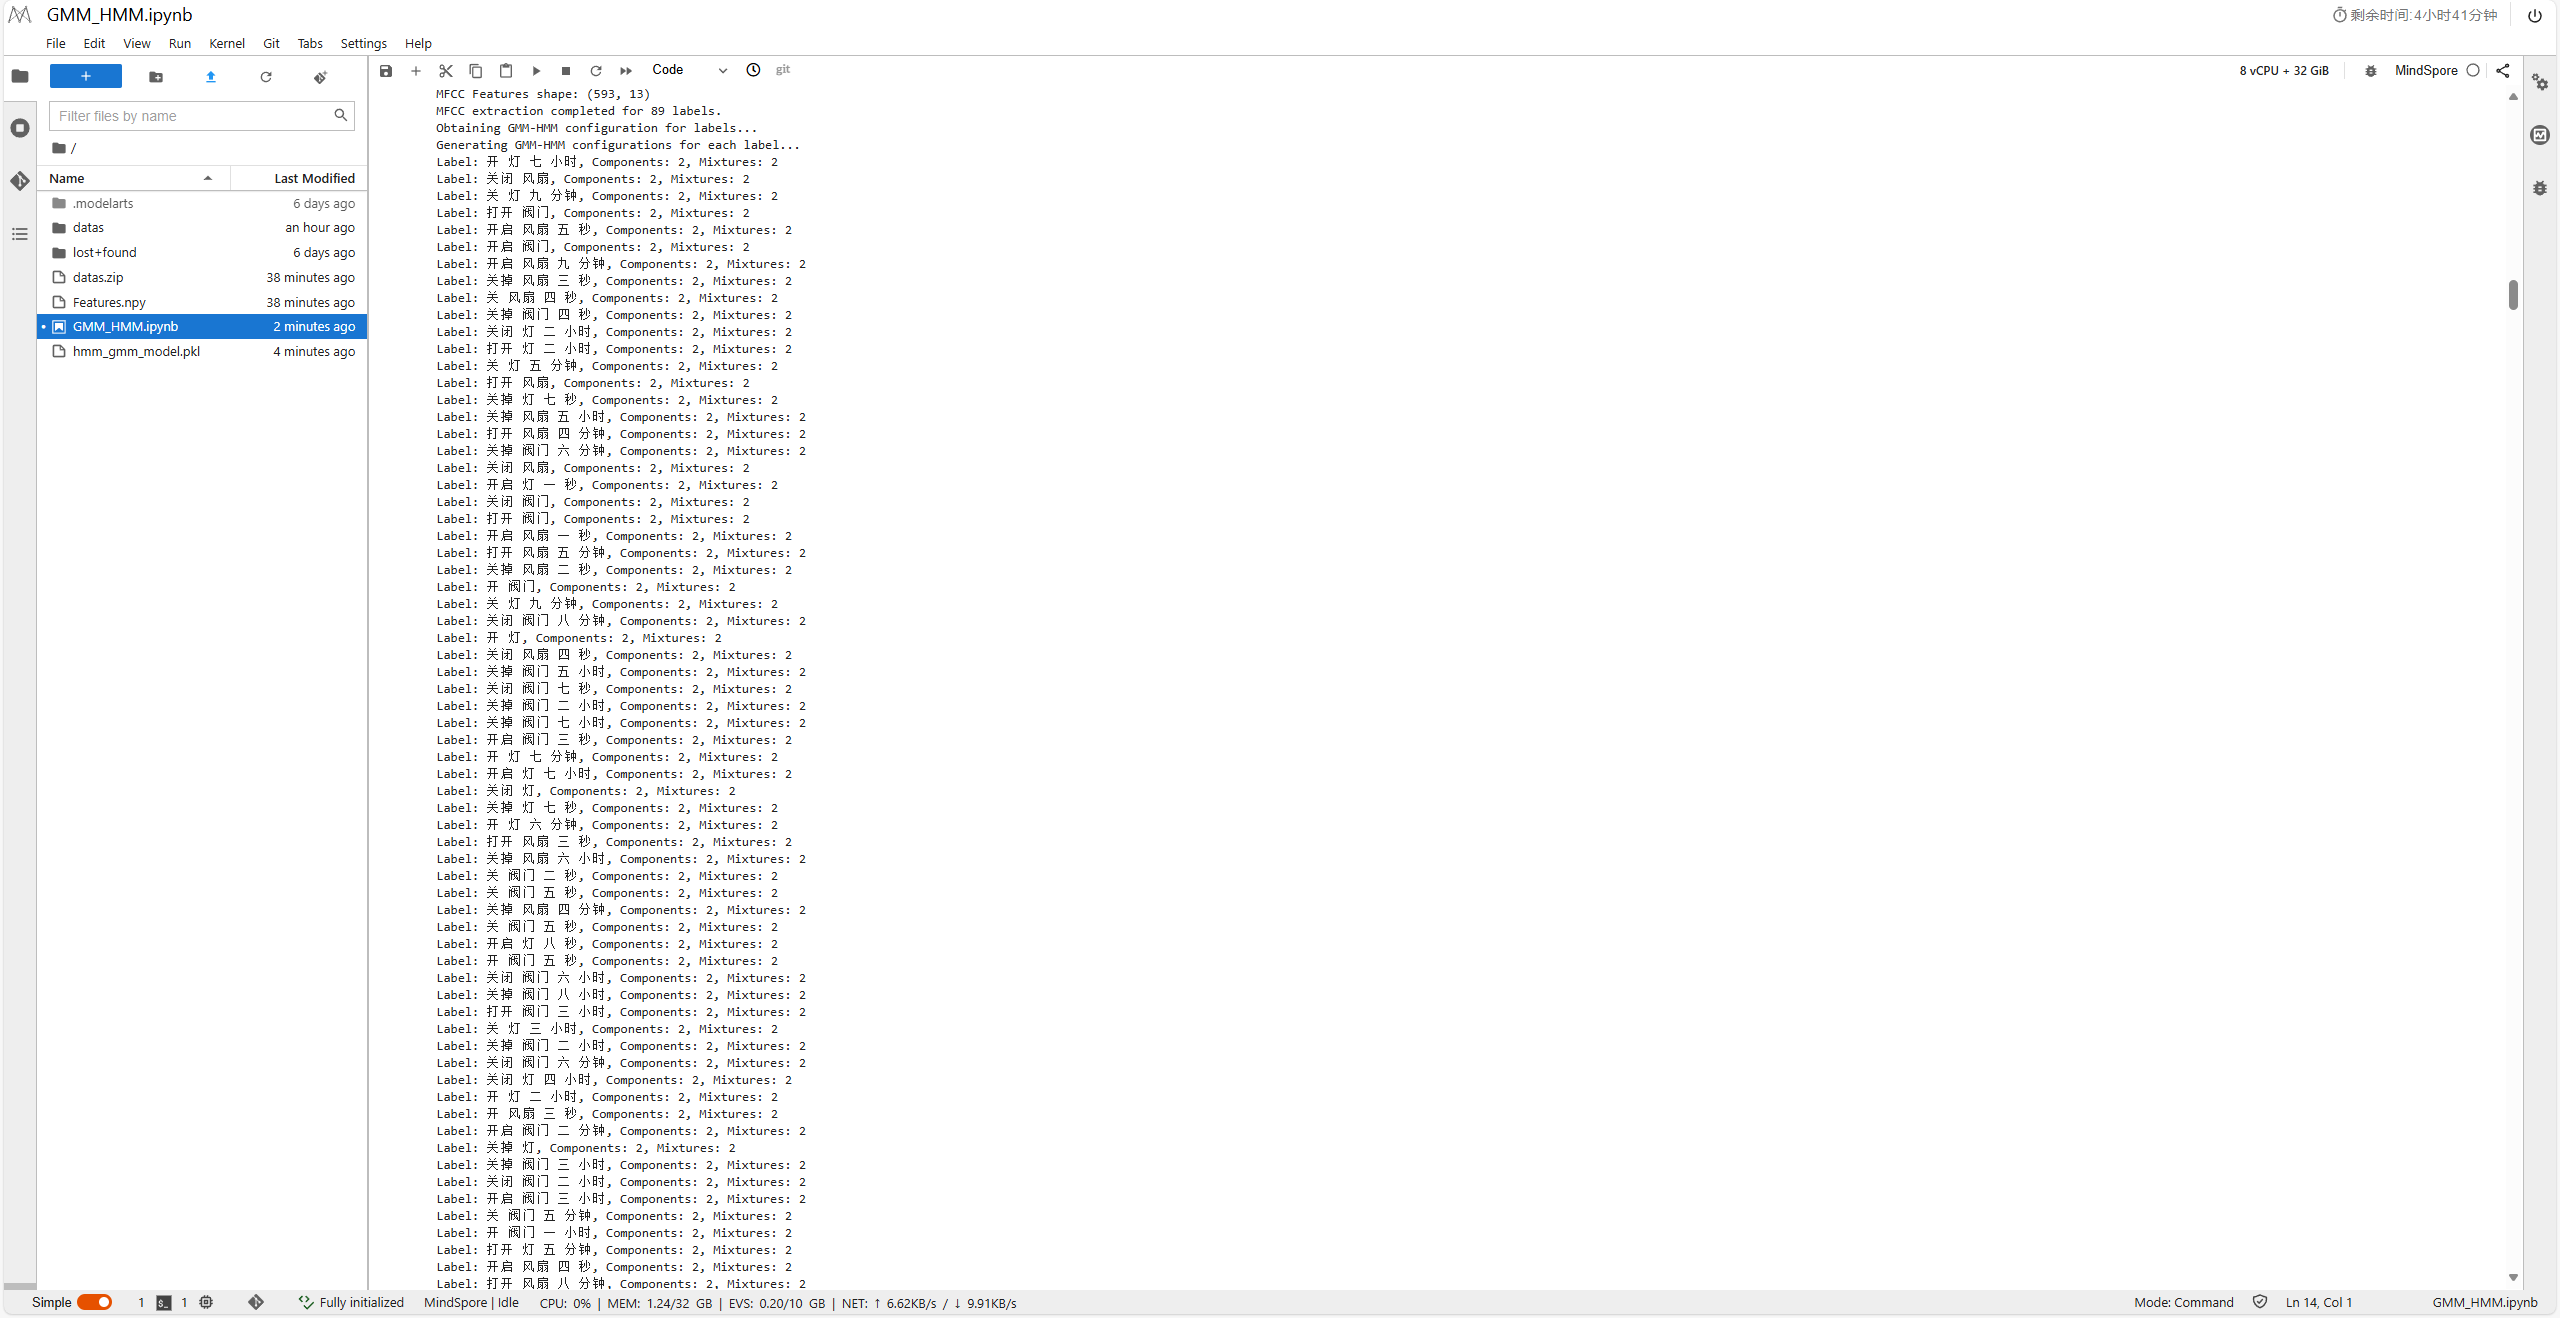 GMM_HMM.ipynb
剩余时间:4小时41分钟
File Edit View Run Kernel Git Tabs Settings Help
+
Filter files by name
/
Name Last Modified
.modelarts 6 days ago
datas an hour ago
lost+found 6 days ago
datas.zip 38 minutes ago
Features.npy 38 minutes ago
GMM_HMM.ipynb 2 minutes ago
hmm_gmm_model.pkl 4 minutes ago
Code git
8 vCPU + 32 GiB MindSpore
MFCC Features shape: (593, 13)
MFCC extraction completed for 89 labels.
Obtaining GMM-HMM configuration for labels...
Generating GMM-HMM configurations for each label...
Label: 开 灯 七 小时, Components: 2, Mixtures: 2
Label: 关闭 风扇, Components: 2, Mixtures: 2
Label: 关 灯 九 分钟, Components: 2, Mixtures: 2
Label: 打开 阀门, Components: 2, Mixtures: 2
Label: 开启 风扇 五 秒, Components: 2, Mixtures: 2
Label: 开启 阀门, Components: 2, Mixtures: 2
Label: 开启 风扇 九 分钟, Components: 2, Mixtures: 2
Label: 关掉 风扇 三 秒, Components: 2, Mixtures: 2
Label: 关 风扇 四 秒, Components: 2, Mixtures: 2
Label: 关掉 阀门 四 秒, Components: 2, Mixtures: 2
Label: 关闭 灯 二 小时, Components: 2, Mixtures: 2
Label: 打开 灯 二 小时, Components: 2, Mixtures: 2
Label: 关 灯 五 分钟, Components: 2, Mixtures: 2
Label: 打开 风扇, Components: 2, Mixtures: 2
Label: 关掉 灯 七 秒, Components: 2, Mixtures: 2
Label: 关掉 风扇 五 小时, Components: 2, Mixtures: 2
Label: 打开 风扇 四 分钟, Components: 2, Mixtures: 2
Label: 关掉 阀门 六 分钟, Components: 2, Mixtures: 2
Label: 关闭 风扇, Components: 2, Mixtures: 2
Label: 开启 灯 一 秒, Components: 2, Mixtures: 2
Label: 关闭 阀门, Components: 2, Mixtures: 2
Label: 打开 阀门, Components: 2, Mixtures: 2
Label: 开启 风扇 一 秒, Components: 2, Mixtures: 2
Label: 打开 风扇 五 分钟, Components: 2, Mixtures: 2
Label: 关掉 风扇 二 秒, Components: 2, Mixtures: 2
Label: 开 阀门, Components: 2, Mixtures: 2
Label: 关 灯 九 分钟, Components: 2, Mixtures: 2
Label: 关闭 阀门 八 分钟, Components: 2, Mixtures: 2
Label: 开 灯, Components: 2, Mixtures: 2
Label: 关闭 风扇 四 秒, Components: 2, Mixtures: 2
Label: 关掉 阀门 五 小时, Components: 2, Mixtures: 2
Label: 关闭 阀门 七 秒, Components: 2, Mixtures: 2
Label: 关掉 阀门 二 小时, Components: 2, Mixtures: 2
Label: 关掉 阀门 七 小时, Components: 2, Mixtures: 2
Label: 开启 阀门 三 秒, Components: 2, Mixtures: 2
Label: 开 灯 七 分钟, Components: 2, Mixtures: 2
Label: 开启 灯 七 小时, Components: 2, Mixtures: 2
Label: 关闭 灯, Components: 2, Mixtures: 2
Label: 关掉 灯 七 秒, Components: 2, Mixtures: 2
Label: 开 灯 六 分钟, Components: 2, Mixtures: 2
Label: 打开 风扇 三 秒, Components: 2, Mixtures: 2
Label: 关掉 风扇 六 小时, Components: 2, Mixtures: 2
Label: 关 阀门 二 秒, Components: 2, Mixtures: 2
Label: 关 阀门 五 秒, Components: 2, Mixtures: 2
Label: 关掉 风扇 四 分钟, Components: 2, Mixtures: 2
Label: 关 阀门 五 秒, Components: 2, Mixtures: 2
Label: 开启 灯 八 秒, Components: 2, Mixtures: 2
Label: 开 阀门 五 秒, Components: 2, Mixtures: 2
Label: 关闭 阀门 六 小时, Components: 2, Mixtures: 2
Label: 关掉 阀门 八 小时, Components: 2, Mixtures: 2
Label: 打开 阀门 三 小时, Components: 2, Mixtures: 2
Label: 关 灯 三 小时, Components: 2, Mixtures: 2
Label: 关掉 阀门 二 小时, Components: 2, Mixtures: 2
Label: 关闭 阀门 六 分钟, Components: 2, Mixtures: 2
Label: 关闭 灯 四 小时, Components: 2, Mixtures: 2
Label: 开 灯 二 小时, Components: 2, Mixtures: 2
Label: 开 风扇 三 秒, Components: 2, Mixtures: 2
Label: 开启 阀门 二 分钟, Components: 2, Mixtures: 2
Label: 关掉 灯, Components: 2, Mixtures: 2
Label: 关掉 阀门 三 小时, Components: 2, Mixtures: 2
Label: 关闭 阀门 二 小时, Components: 2, Mixtures: 2
Label: 开启 阀门 三 小时, Components: 2, Mixtures: 2
Label: 关 阀门 五 分钟, Components: 2, Mixtures: 2
Label: 开 阀门 一 小时, Components: 2, Mixtures: 2
Label: 打开 灯 五 分钟, Components: 2, Mixtures: 2
Label: 开启 风扇 四 秒, Components: 2, Mixtures: 2
Label: 打开 风扇 八 分钟, Components: 2, Mixtures: 2
Simple 1 1 Fully initialized MindSpore | Idle CPU: 0% | MEM: 1.24/32 GB | EVS: 0.20/10 GB | NET: ↑ 6.62KB/s / ↓ 9.91KB/s Mode: Command Ln 14, Col 1 GMM_HMM.ipynb